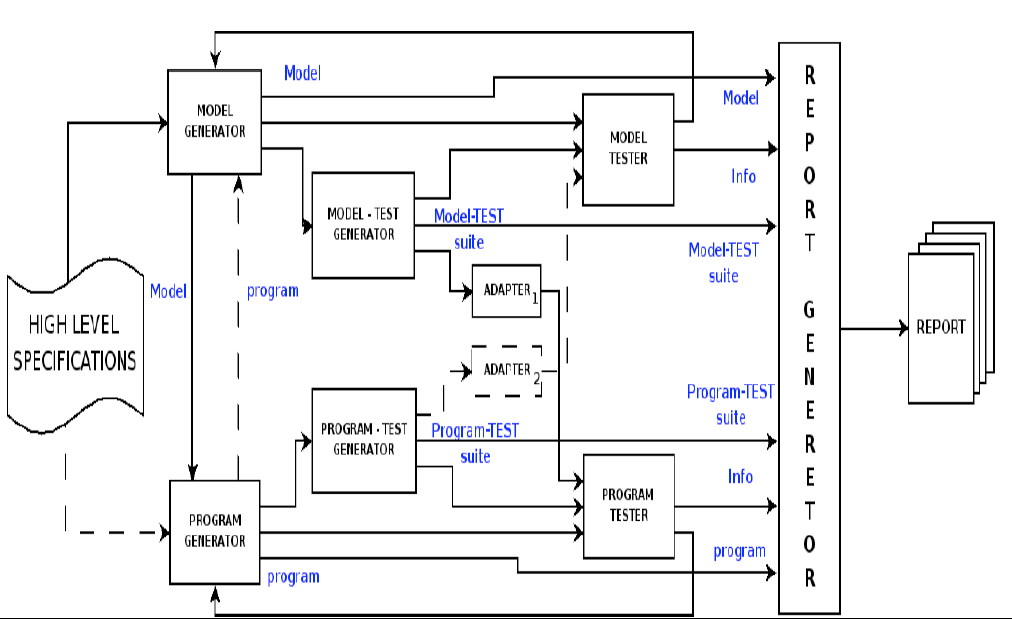 Model
MODEL
GENERATOR
Model
MODEL
TESTER
Info
MODEL - TEST
GENERATOR
Model-TEST
suite
Model-TEST
suite
Model
program
ADAPTER 1
HIGH LEVEL
SPECIFICATIONS
ADAPTER 2
REPORT
PROGRAM - TEST
GENERATOR
Program-TEST
suite
Program-TEST
suite
Info
PROGRAM
TESTER
PROGRAM
GENERATOR
program
program
R
E
P
O
R
T
G
E
N
E
R
E
T
O
R